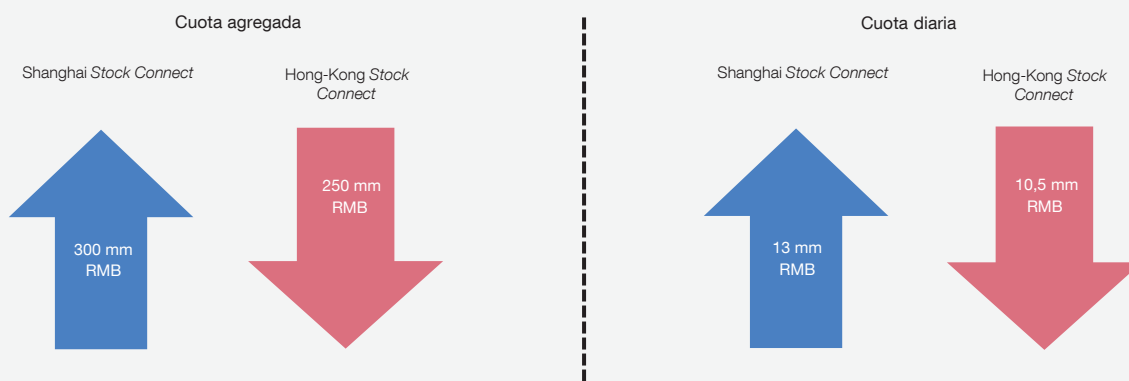 Cuota agregada
Shanghai Stock Connect
Hong-Kong Stock
Connect
300 mm
RMB
250 mm
RMB
Cuota diaria
Shanghai Stock Connect
Hong-Kong Stock
Connect
13 mm
RMB
10,5 mm
RMB